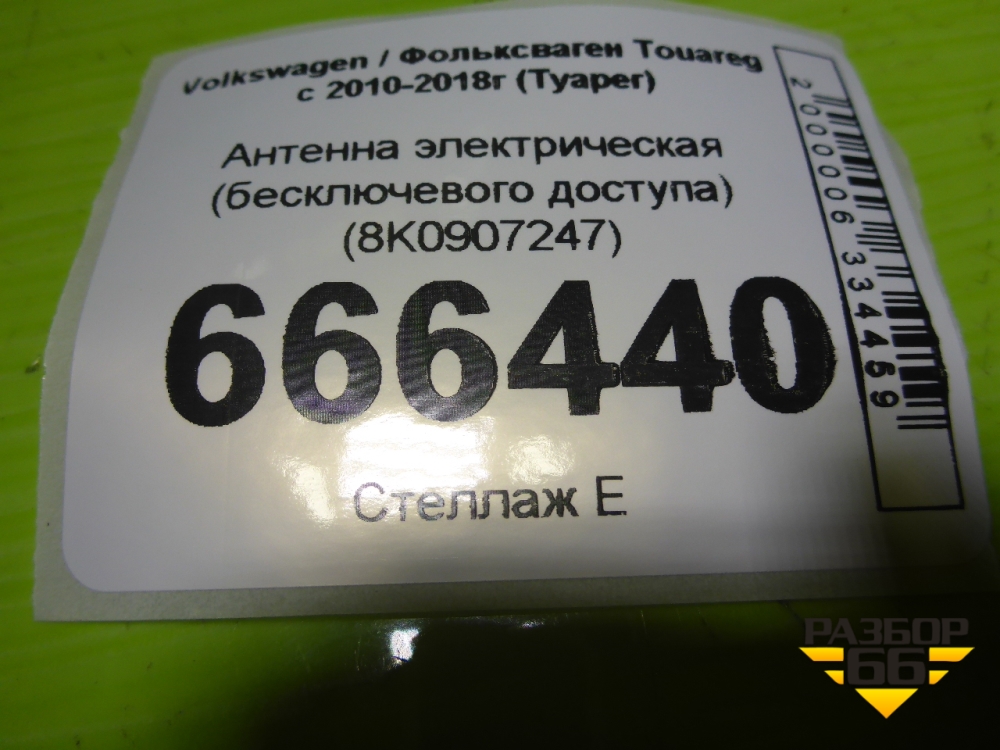 Volkswagen / Фольксваген Touareg
с 2010-2018г (Туарег)
Антенна электрическая
(бесключевого доступа)
(8K0907247)
666440
Стеллаж Е
2000006334459
РАЗБОР
66